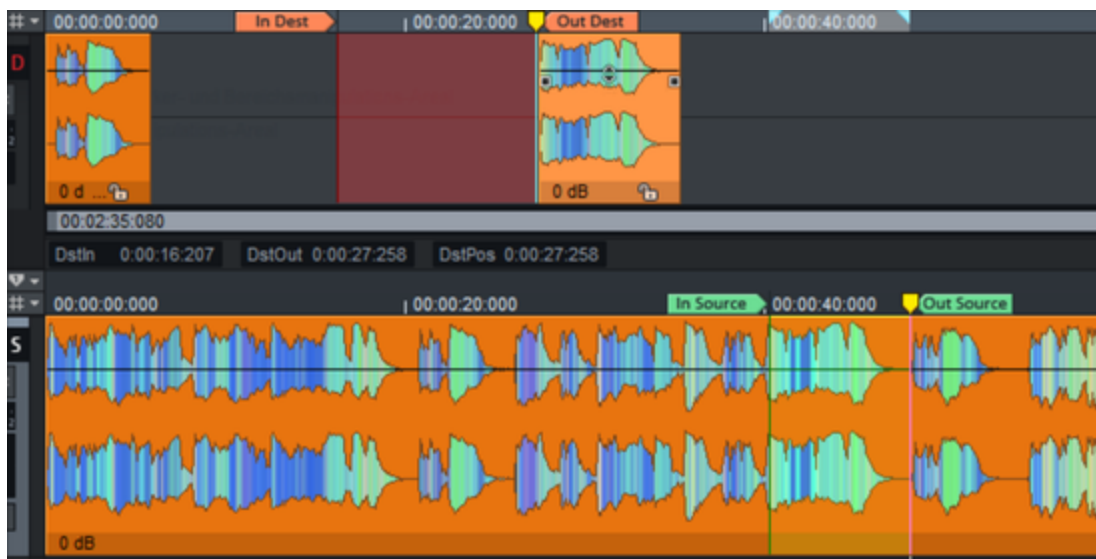 00:00:00:000 In Dest 00:00:20:000 Out Dest 00:00:40:000
D
2
0 d ... 0 dB
00:02:35:080
DstIn 0:00:16:207 DstOut 0:00:27:258 DstPos 0:00:27:258
00:00:00:000 00:00:20:000 In Source 00:00:40:000 Out Source
S
2
0 dB